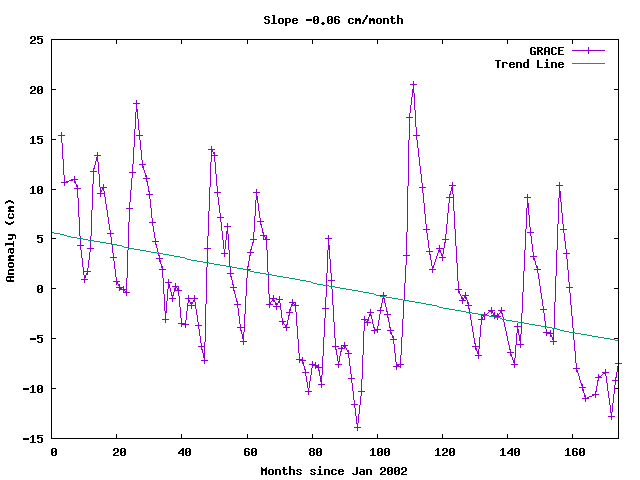 Slope -0.06 cm/month
25
20
15
10
5
0
-5
-10
-15
Anomaly (cm)
GRACE
Trend Line
0 20 40 60 80 100 120 140 160
Months since Jan 2002